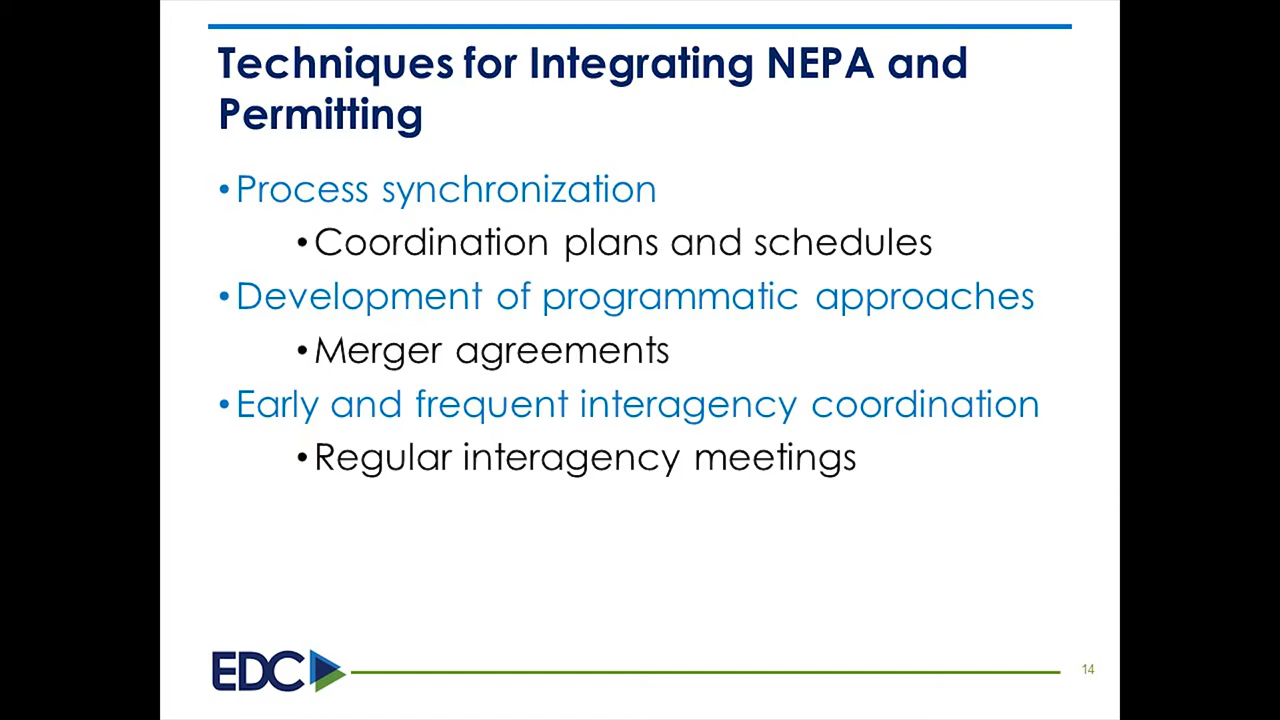 Techniques for Integrating NEPA and
Permitting
•Process synchronization
•Coordination plans and schedules
•Development of programmatic approaches
•Merger agreements
•Early and frequent interagency coordination
•Regular interagency meetings
EDC
14